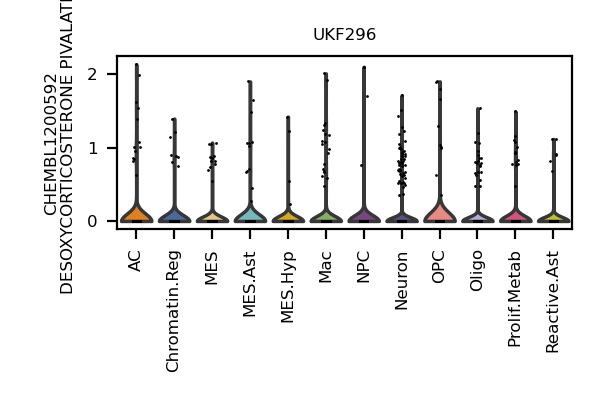 UKF296
CHEMBL1200592
DESOXYCORTICOSTERONE PIVALAT
2
1
0
AC
Chromatin.Reg
MES
MES.Ast
MES.Hyp
Mac
NPC
Neuron
OPC
Oligo
Prolif.Metab
Reactive.Ast